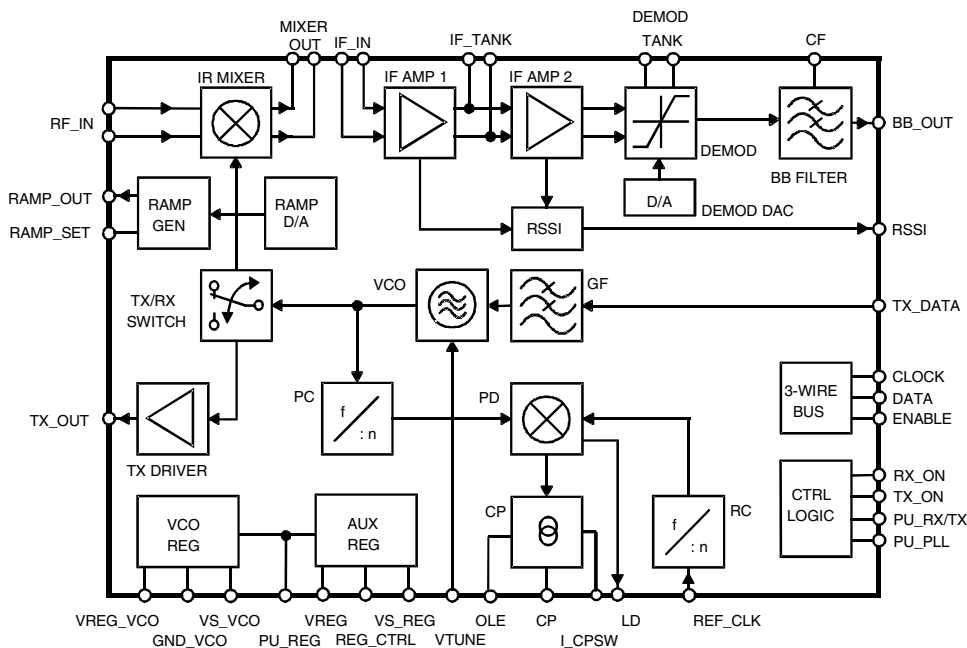 MIXER
OUT
IF_IN
IF_TANK
DEMOD
TANK
CF
IR MIXER
IF AMP 1
IF AMP 2
RF_IN
DEMOD
BB FILTER
BB_OUT
RAMP_OUT
RAMP_SET
RAMP
GEN
RAMP
D/A
D/A
DEMOD DAC
RSSI
RSSI
TX/RX
SWITCH
VCO
GF
TX_DATA
TX_OUT
TX DRIVER
PC
f
: n
PD
3-WIRE
BUS
CLOCK
DATA
ENABLE
VCO
REG
AUX
REG
CP
f
: n
RC
CTRL
LOGIC
RX_ON
TX_ON
PU_RX/TX
PU_PLL
VREG_VCO
GND_VCO
VS_VCO
PU_REG
VREG
REG_CTRL
VS_REG
VTUNE
OLE
CP
I_CPSW
LD
REF_CLK